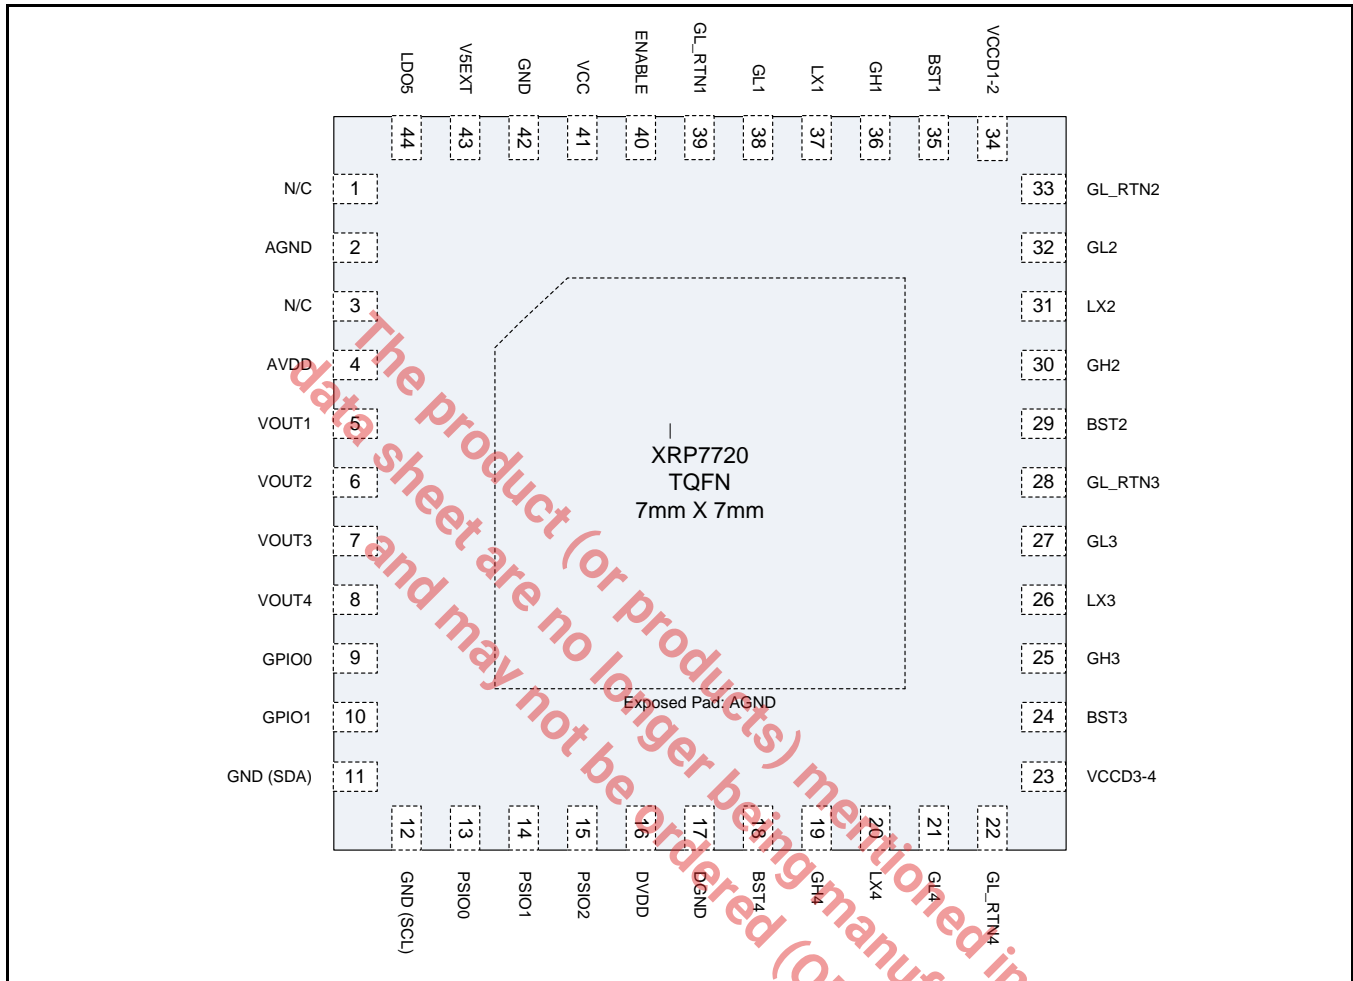 LDO5
V5EXT
GND
VCC
ENABLE
GL_RTN1
GL1
LX1
GH1
BST1
VCCD1-2
44
43
42
41
40
39
38
37
36
35
34
N/C 1
AGND 2
N/C 3
AVDD 4
VOUT1 5
VOUT2 6
VOUT3 7
VOUT4 8
GPIO0 9
GPIO1 10
GND (SDA) 11
33 GL_RTN2
32 GL2
31 LX2
30 GH2
29 BST2
28 GL_RTN3
27 GL3
26 LX3
25 GH3
24 BST3
23 VCCD3-4
XRP7720
TQFN
7mm X 7mm
Exposed Pad: AGND
12
13
14
15
16
17
18
19
20
21
22
GND (SCL)
PSIO0
PSIO1
PSIO2
DVDD
DGND
BST4
GH4
LX4
GL4
GL_RTN4
The product (or products) mentioned in
data sheet are no longer being manuf
and may not be ordered (O